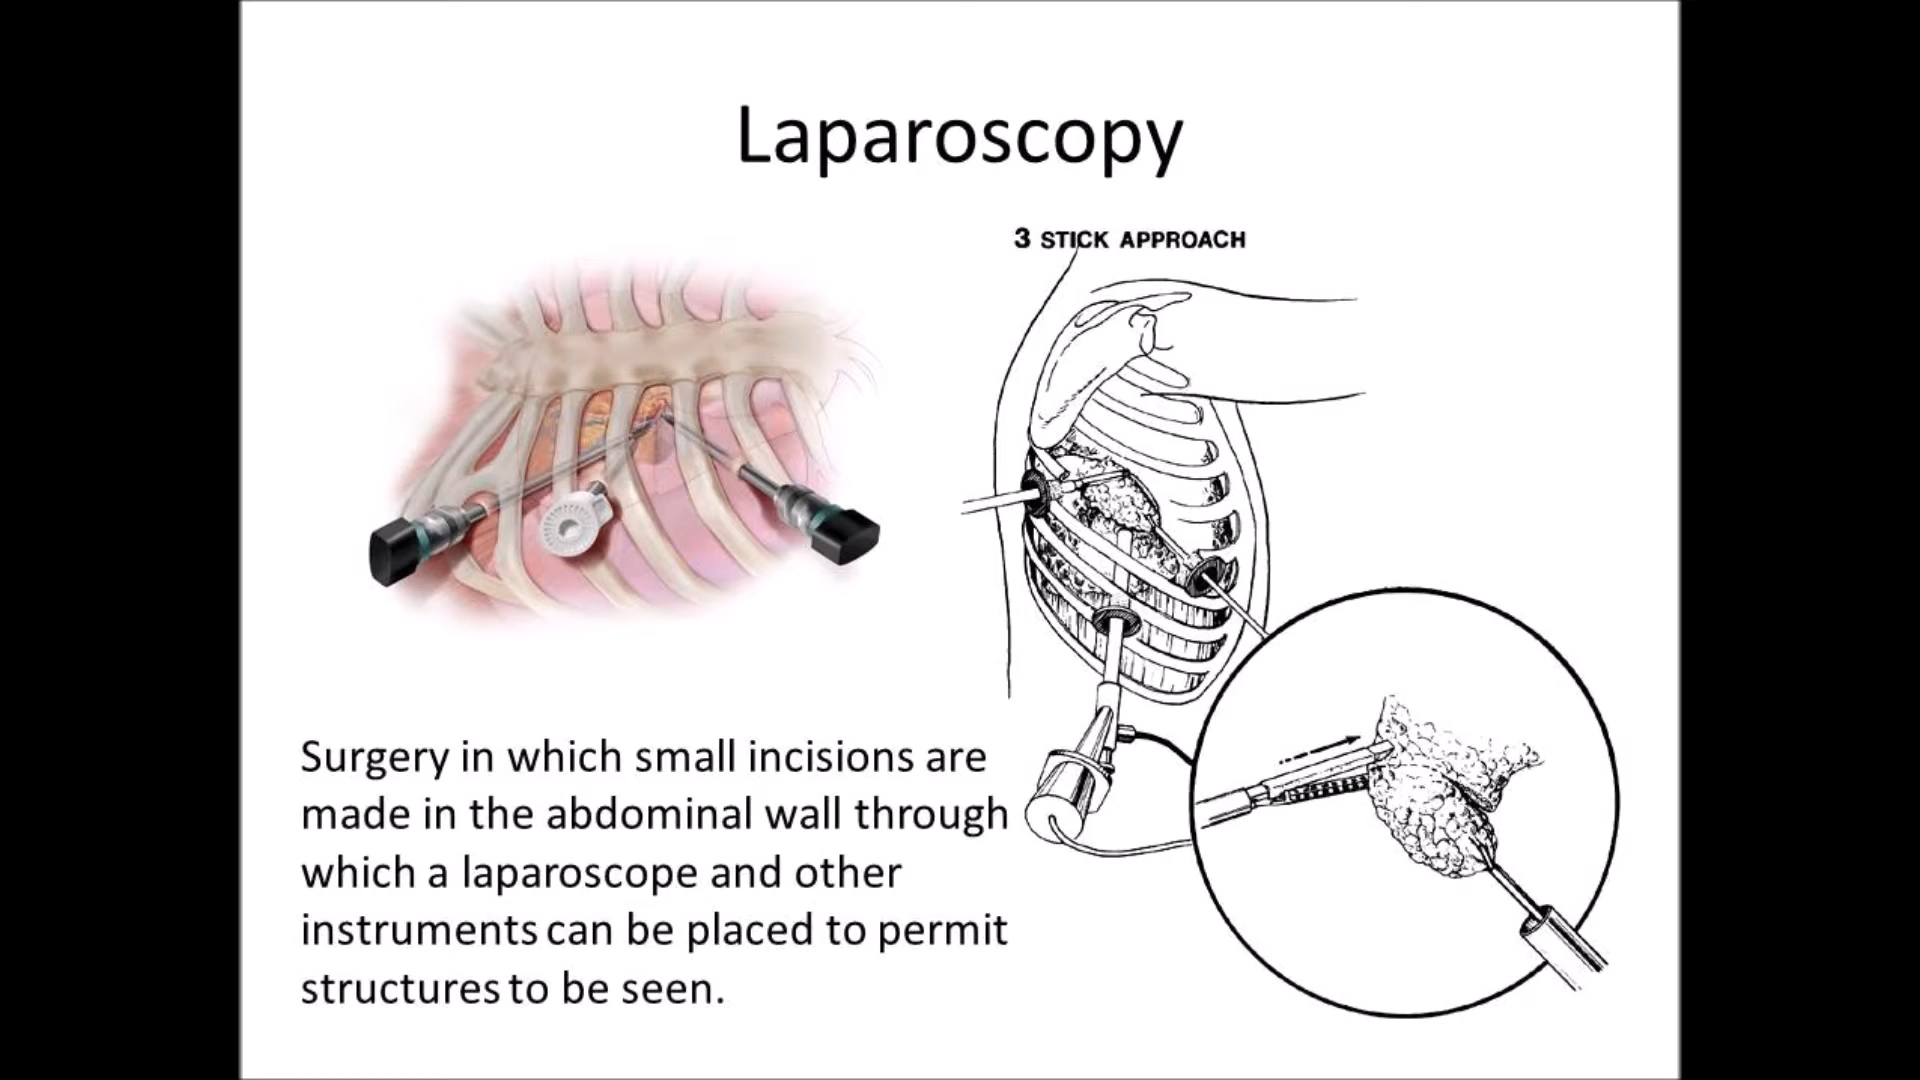 Laparoscopy
3 STICK APPROACH
Surgery in which small incisions are
made in the abdominal wall through
which a laparoscope and other
instruments can be placed to permit
structures to be seen.